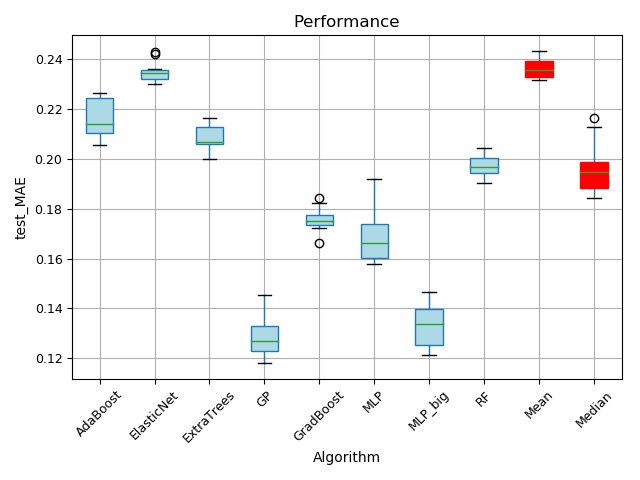 Performance
test_MAE
0.24
0.22
0.20
0.18
0.16
0.14
0.12
AdaBoost
ElasticNet
ExtraTrees
GP
GradBoost
MLP
MLP_big
RF
Mean
Median
Algorithm